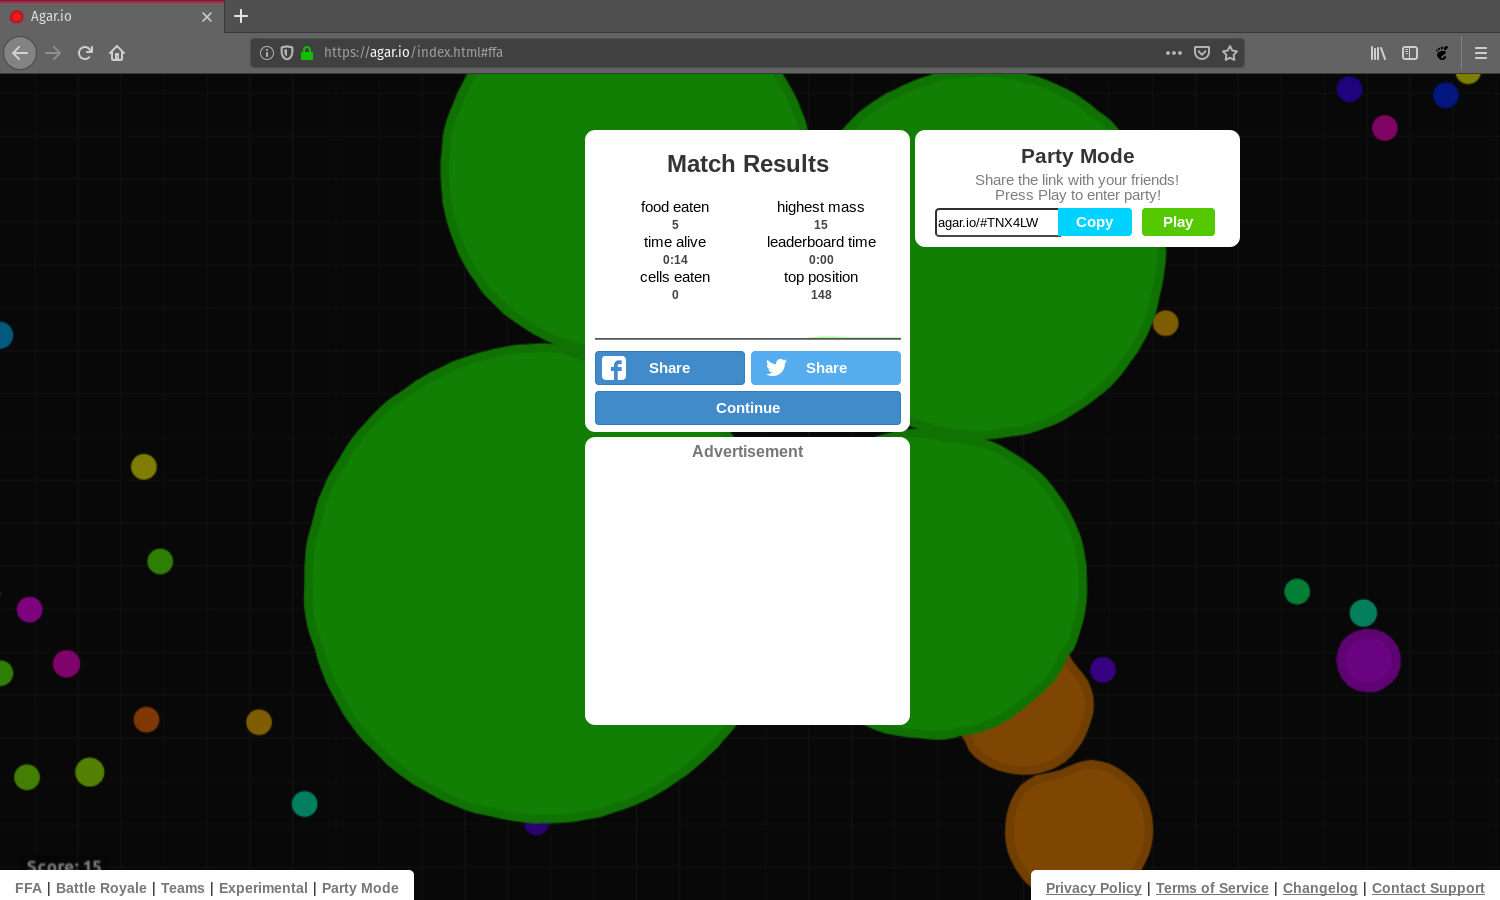 Agar.io
https://agar.io/index.html#ffa
Match Results
food eaten
5
highest mass
15
time alive
0:14
leaderboard time
0:00
cells eaten
0
top position
148
Share
Share
Continue
Advertisement
Party Mode
Share the link with your friends!
Press Play to enter party!
agar.io/#TNX4LW
Copy
Play
Score: 15
FFA | Battle Royale | Teams | Experimental | Party Mode
Privacy Policy | Terms of Service | Changelog | Contact Support